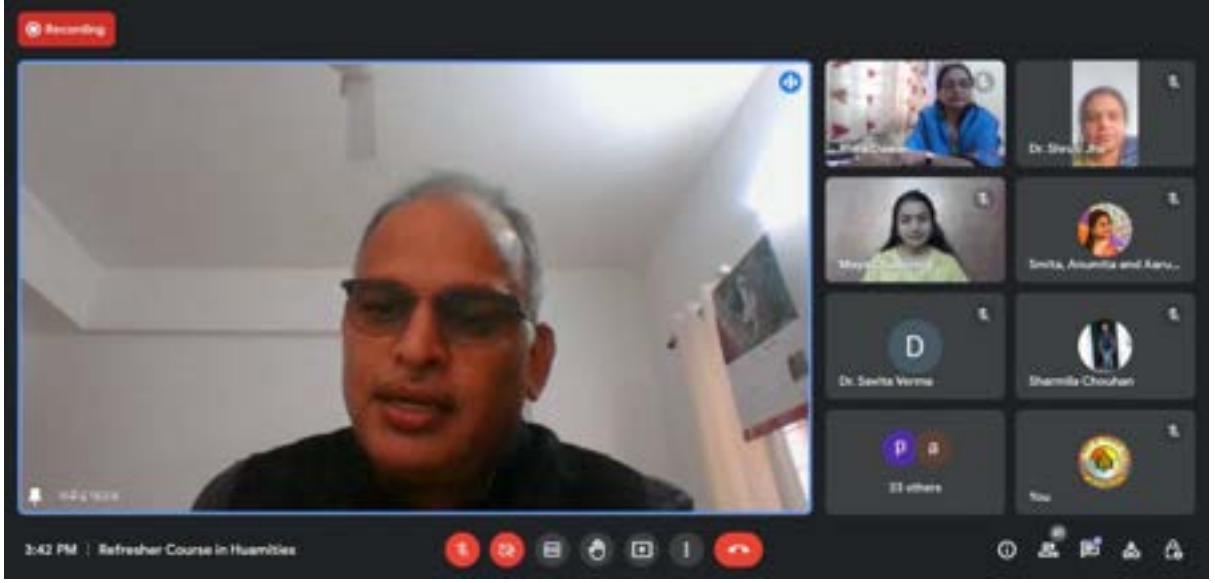 Recording
Dr. Shruti Jha
Smita, Anumita and Aaru...
D
Dr. Savita Verma
Sharmila Chouhan
p a
33 others
You
3:42 PM | Refresher Course in Huamities